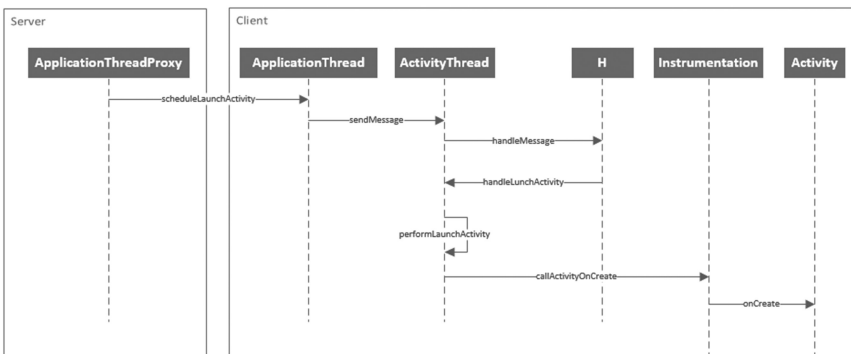 Server
Client
ApplicationThreadProxy
ApplicationThread
ActivityThread
H
Instrumentation
Activity
scheduleLaunchActivity
sendMessage
handleMessage
handleLunchActivity
performLaunchActivity
callActivityOnCreate
onCreate